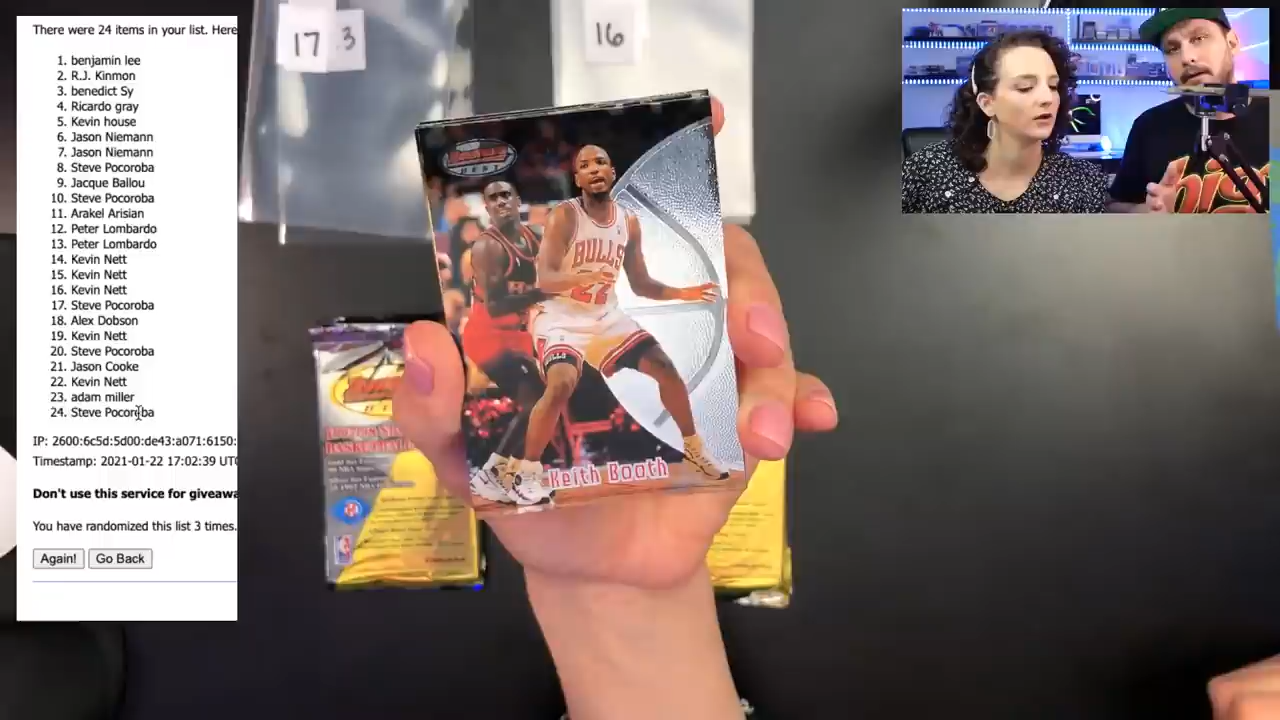 There were 24 items in your list. Here
1. benjamin lee
2. R.J. Kinmon
3. benedict Sy
4. Ricardo gray
5. Kevin house
6. Jason Niemann
7. Jason Niemann
8. Steve Pocoroba
9. Jacque Ballou
10. Steve Pocoroba
11. Arakel Arisian
12. Peter Lombardo
13. Peter Lombardo
14. Kevin Nett
15. Kevin Nett
16. Kevin Nett
17. Steve Pocoroba
18. Alex Dobson
19. Kevin Nett
20. Steve Pocoroba
21. Jason Cooke
22. Kevin Nett
23. adam miller
24. Steve Pocoroba
IP: 2600:6c5d:5d00:de43:a071:6150:
Timestamp: 2021-01-22 17:02:39 UTC
Don't use this service for giveawa
You have randomized this list 3 times.
Again! Go Back
17 3
16
BEST
BULLS
22
Keith Booth